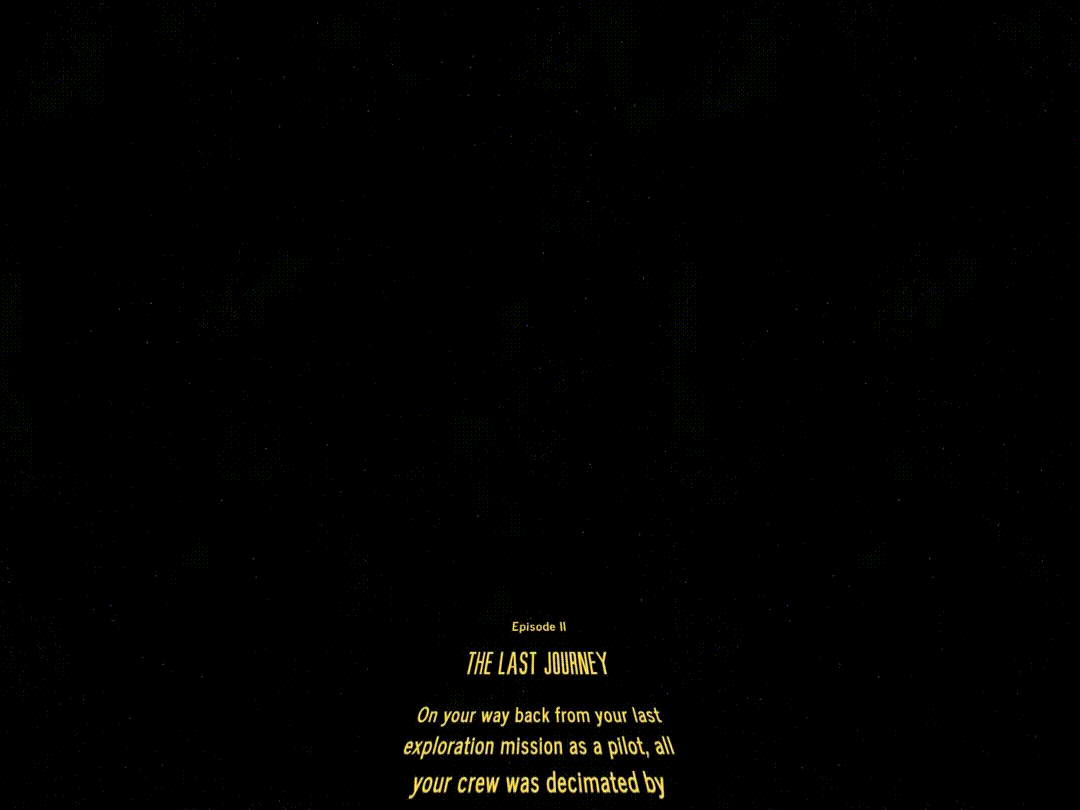 Episode II
THE LAST JOURNEY
On your way back from your last
exploration mission as a pilot, all
your crew was decimated by